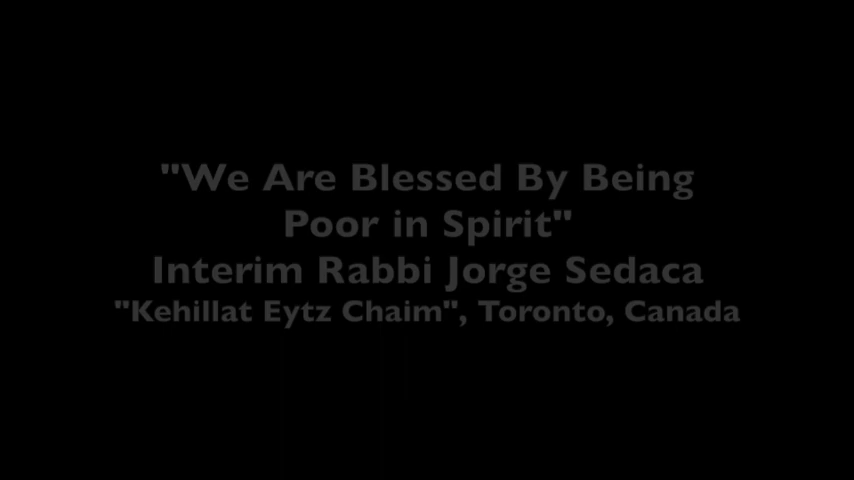 "We Are Blessed By Being
Poor in Spirit"
Interim Rabbi Jorge Sedaca
"Kehillat Eytz Chaim", Toronto, Canada